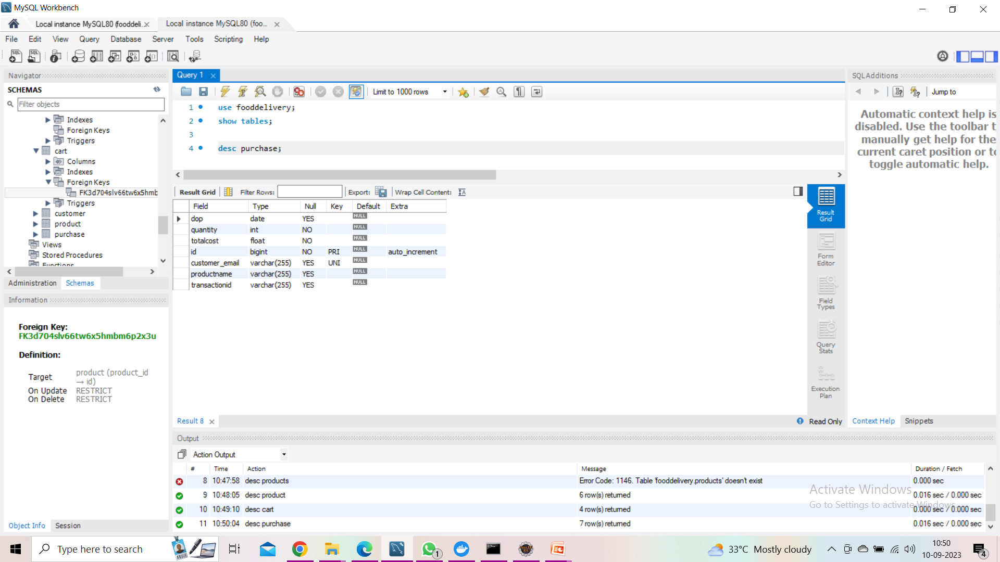 MySQL Workbench
Local instance MySQL80 (fooddeli...
Local instance MySQL80 (foo...
File Edit View Query Database Server Tools Scripting Help
Navigator
SCHEMAS
Filter objects
Indexes
Foreign Keys
Triggers
cart
Columns
Indexes
Foreign Keys
FK3d704slv66tw6x5hmb
Triggers
customer
product
purchase
Views
Stored Procedures
Functions
Administration Schemas
Information
Foreign Key:
FK3d704slv66tw6x5hmbm6p2x3u
Definition:
Target product (product_id
→ id)
On Update RESTRICT
On Delete RESTRICT
Object Info Session
Query 1
Limit to 1000 rows
1 use fooddelivery;
2 show tables;
3
4 desc purchase;
Result Grid Filter Rows: Export: Wrap Cell Content:
Field Type Null Key Default Extra
dop date YES NULL
quantity int NO NULL
totalcost float NO NULL
id bigint NO PRI NULL auto_increment
customer_email varchar(255) YES UNI NULL
productname varchar(255) YES NULL
transactionid varchar(255) YES NULL
Result
Grid
Form
Editor
Field
Types
Query
Stats
Execution
Plan
Result 8
Read Only
SQLAdditions
Jump to
Automatic context help is
disabled. Use the toolbar t
manually get help for the
current caret position or to
toggle automatic help.
Context Help Snippets
Output
Action Output
# Time Action Message Duration / Fetch
8 10:47:58 desc products Error Code: 1146. Table 'fooddelivery.products' doesn't exist 0.000 sec
9 10:48:05 desc product 6 row(s) returned 0.016 sec / 0.000 sec
10 10:49:10 desc cart 4 row(s) returned 0.000 sec / 0.000 sec
11 10:50:04 desc purchase 7 row(s) returned 0.016 sec / 0.000 sec
Activate Windows
Go to Settings to activate Windows.
Type here to search
1
33°C Mostly cloudy
10:50
10-09-2023
4